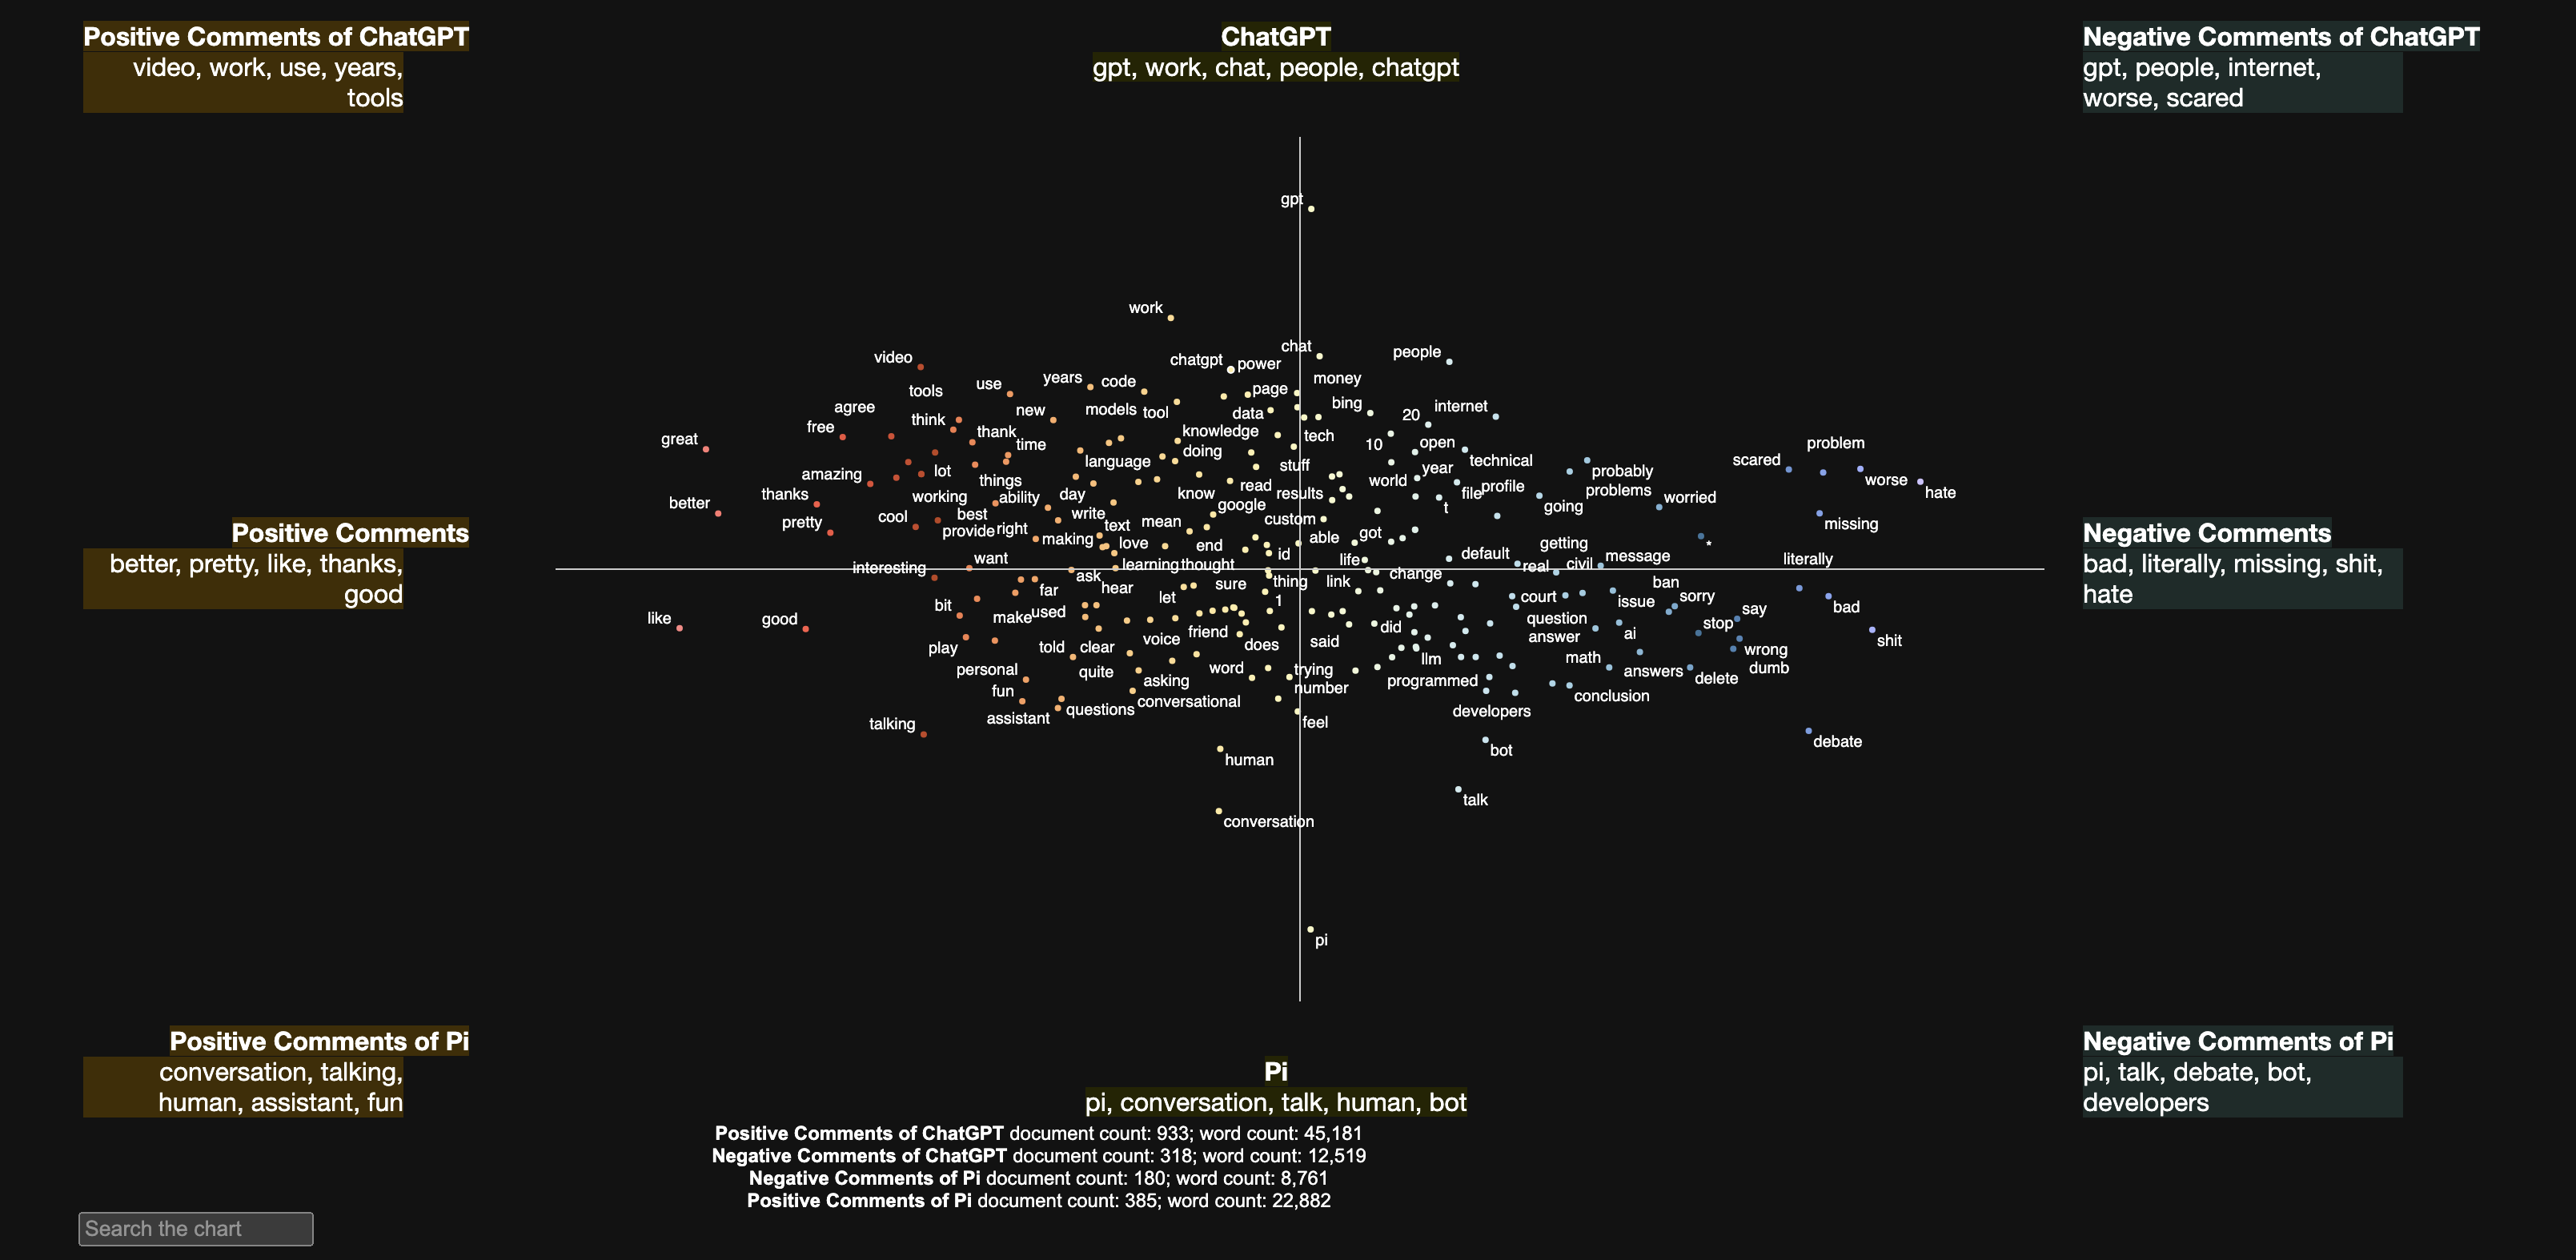 Positive Comments of ChatGPT
video, work, use, years,
tools
ChatGPT
gpt, work, chat, people, chatgpt
Negative Comments of ChatGPT
gpt, people, internet,
worse, scared
gpt
work
chat
people
video
chatgpt
power
money
years
code
use
tools
page
bing
internet
agree
new
models
tool
data
20
think
free
thank
knowledge
tech
great
time
doing
10
open
problem
language
stuff
technical
scared
lot
amazing
things
read
world
year
probably
worse
thanks
working
ability
day
know
results
file
profile
problems
worried
hate
better
best
write
google
t
going
pretty
cool
provide
right
text
mean
custom
missing
making
love
end
able
got
getting
*
Positive Comments
better, pretty, like, thanks,
good
Negative Comments
bad, literally, missing, shit,
hate
want
id
life
default
message
literally
interesting
learning
thought
real
civil
ask
hear
sure
thing
link
change
ban
far
let
1
court
issue
sorry
bit
make
used
say
bad
like
good
voice
friend
did
question
stop
said
answer
ai
shit
play
told
clear
does
llm
math
wrong
personal
quite
asking
word
trying
programmed
answers
delete
dumb
fun
number
conclusion
assistant
questions
conversational
developers
talking
feel
bot
debate
human
talk
conversation
pi
Positive Comments of Pi
conversation, talking,
human, assistant, fun
Pi
pi, conversation, talk, human, bot
Negative Comments of Pi
pi, talk, debate, bot,
developers
Positive Comments of ChatGPT document count: 933; word count: 45,181
Negative Comments of ChatGPT document count: 318; word count: 12,519
Negative Comments of Pi document count: 180; word count: 8,761
Positive Comments of Pi document count: 385; word count: 22,882
Search the chart